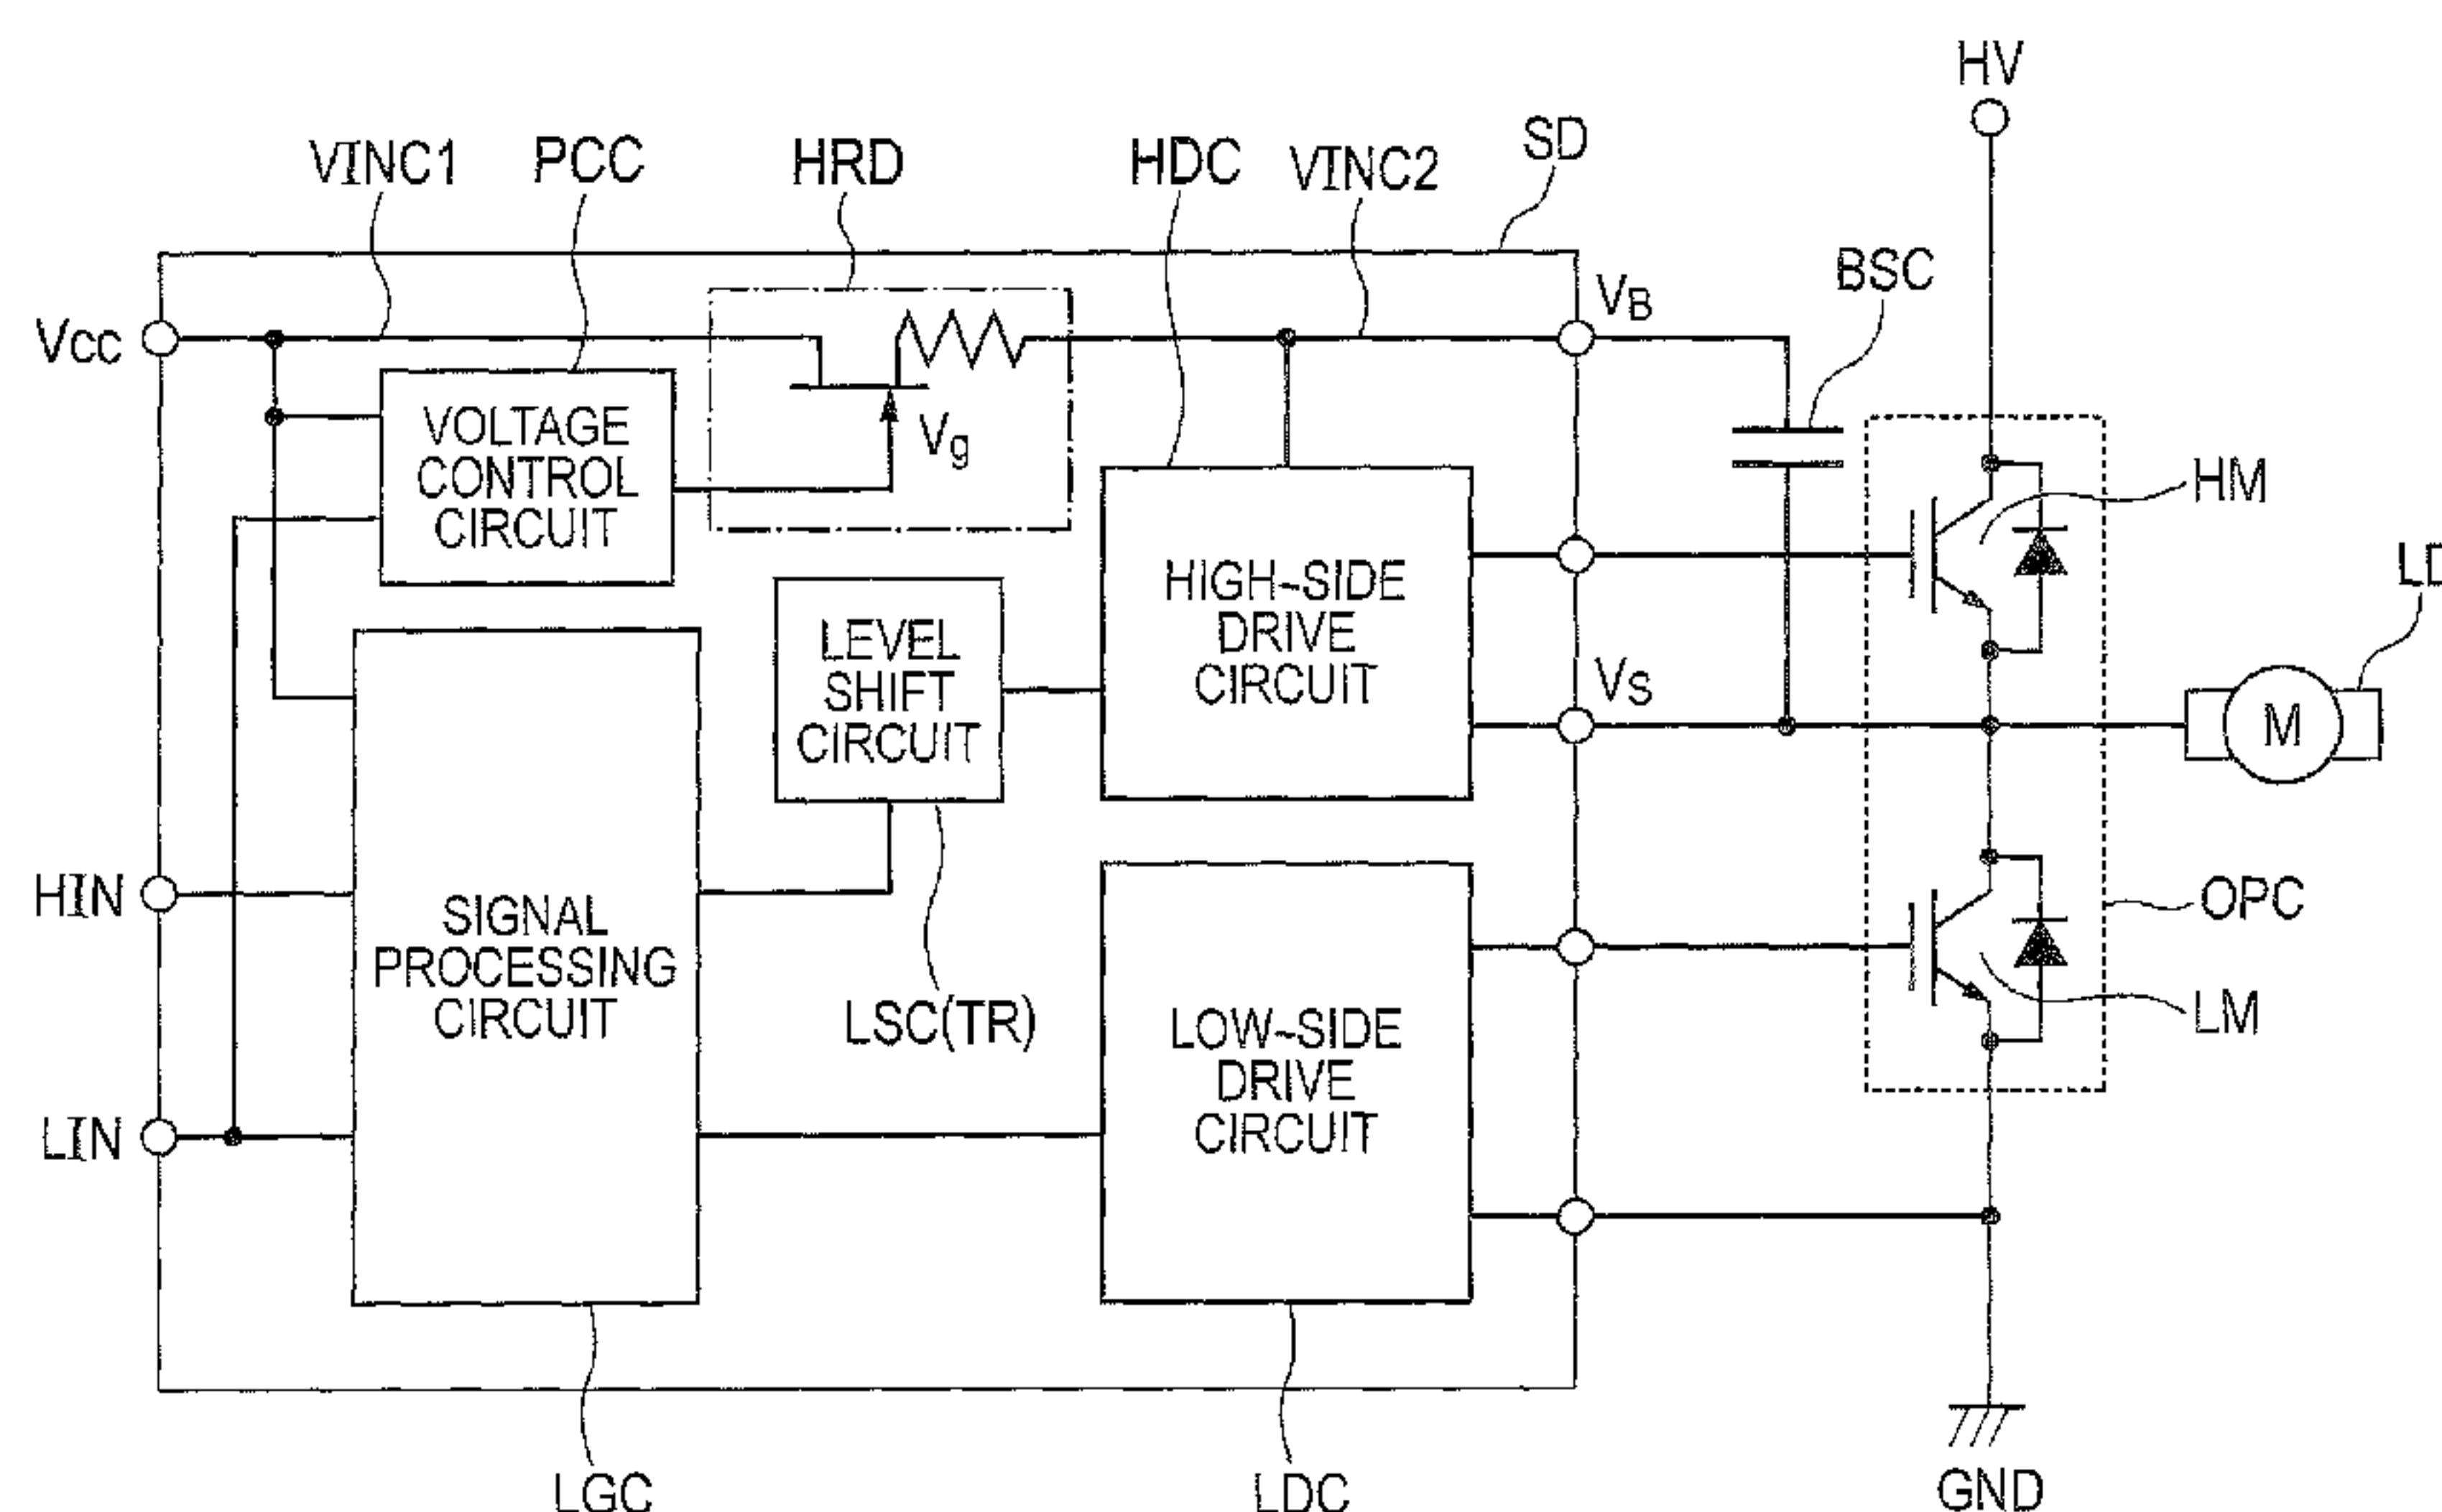 HV
VINC1
PCC
HRD
HDC
VINC2
SD
VB
BSC
Vcc
VOLTAGE
CONTROL
CIRCUIT
Vg
HM
LD
HIGH-SIDE
DRIVE
CIRCUIT
LEVEL
SHIFT
CIRCUIT
VS
M
HIN
SIGNAL
PROCESSING
CIRCUIT
OPC
LSC(TR)
LOW-SIDE
DRIVE
CIRCUIT
LM
LIN
LGC
LDC
GND